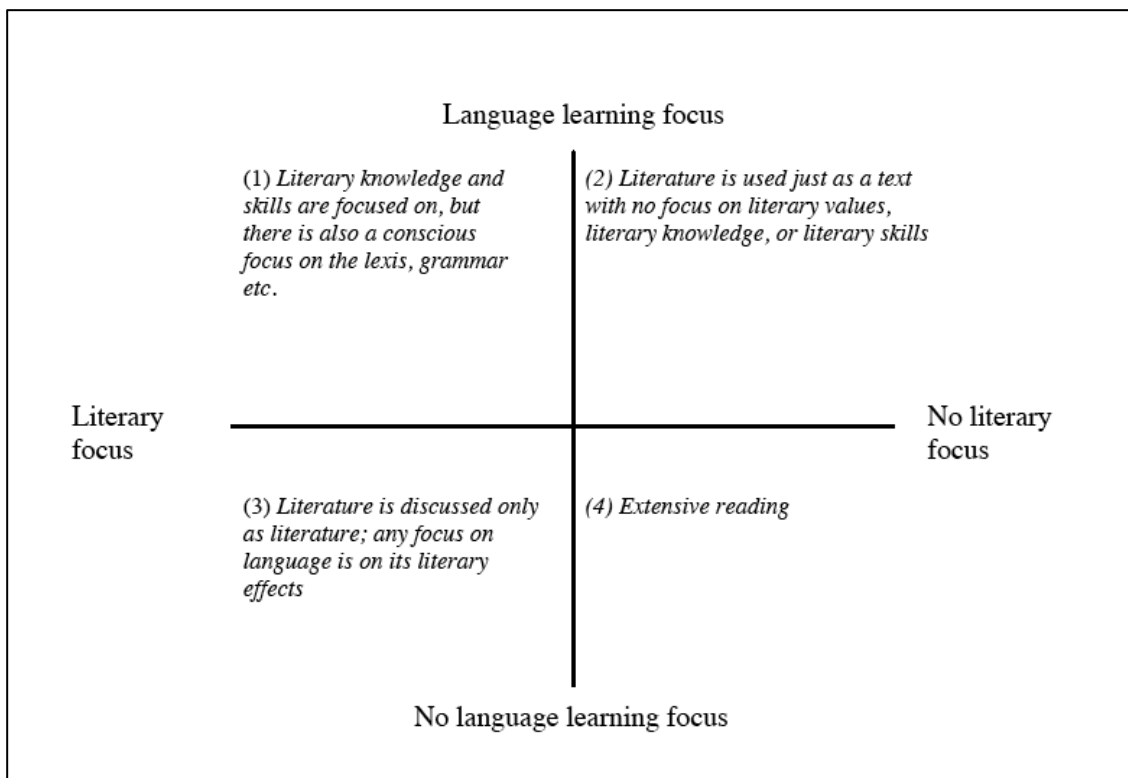 Language learning focus
(1) Literary knowledge and
skills are focused on, but
there is also a conscious
focus on the lexis, grammar
etc.
(2) Literature is used just as a text
with no focus on literary values,
literary knowledge, or literary skills
Literary
focus
No literary
focus
(3) Literature is discussed only
as literature; any focus on
language is on its literary
effects
(4) Extensive reading
No language learning focus